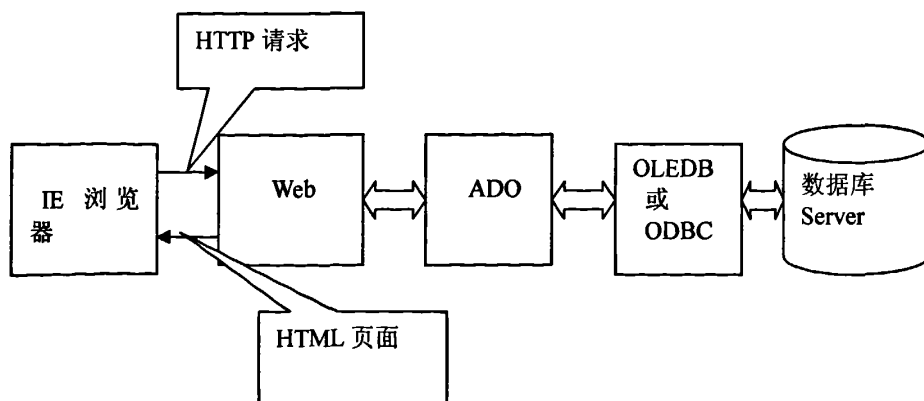 HTTP 请求
IE 浏览
器
Web
ADO
OLEDB
或
ODBC
数据库
Server
HTML 页面